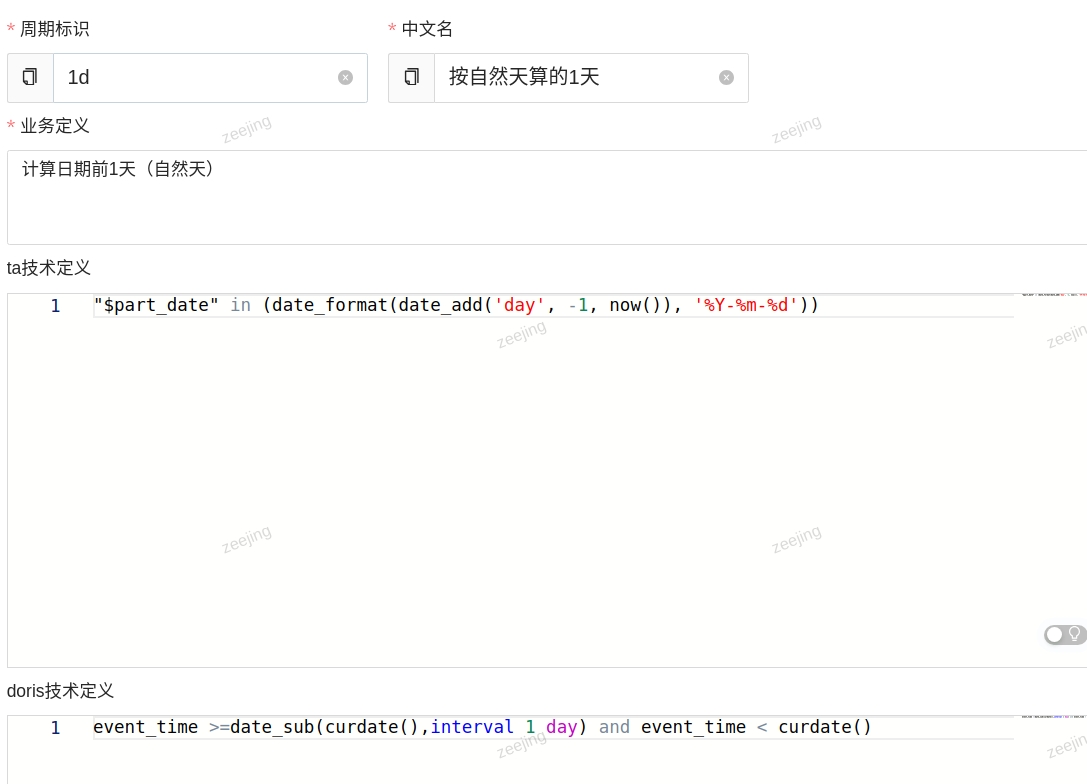 * 周期标识
* 中文名
1d
按自然天算的1天
* 业务定义
zeejing
zeejing
计算日期前1天（自然天）
ta技术定义
1 "$part_date" in (date_format(date_add('day', -1, now()), '%Y-%m-%d'))
zeejing
zeejin
zeejing
zeejing
doris技术定义
1 event_time >=date_sub(curdate(),interval 1 day) and event_time < curdate()
zeejing
zeejin